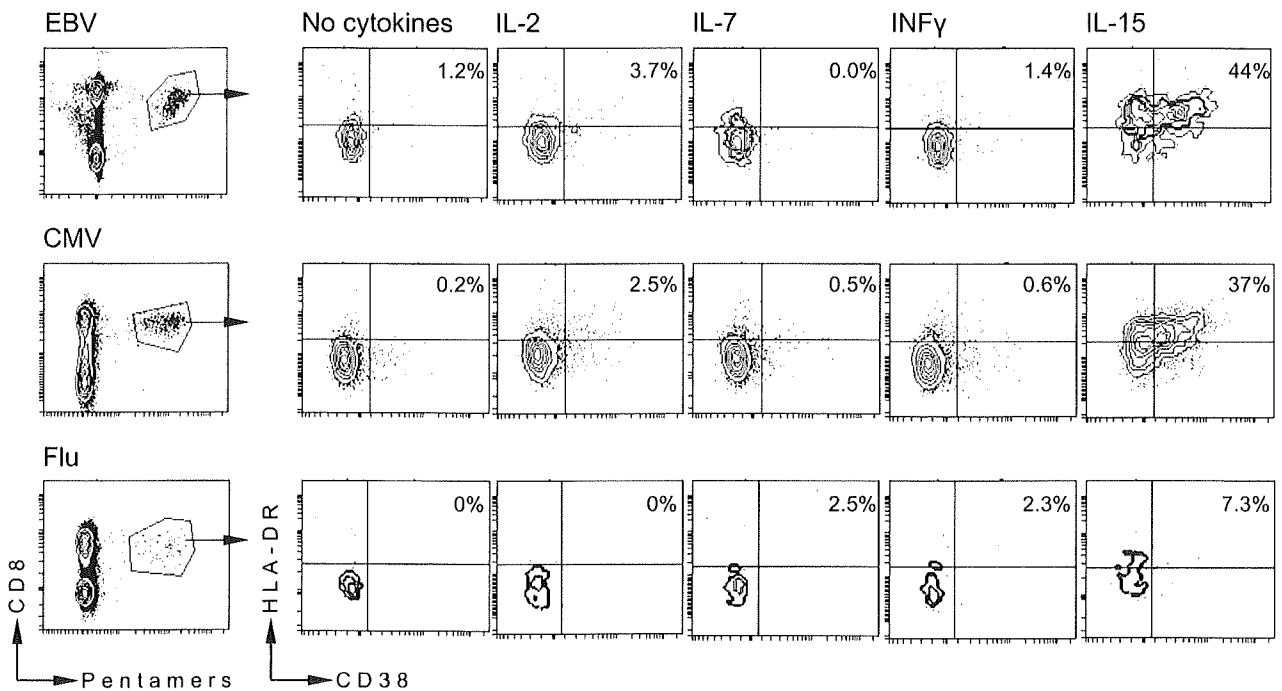 EBV No cytokines IL-2 IL-7 INFγ IL-15
1.2% 3.7% 0.0% 1.4% 44%
CMV
0.2% 2.5% 0.5% 0.6% 37%
Flu
0% 0% 2.5% 2.3% 7.3%
CD8
HLA-DR
Pentamers CD38